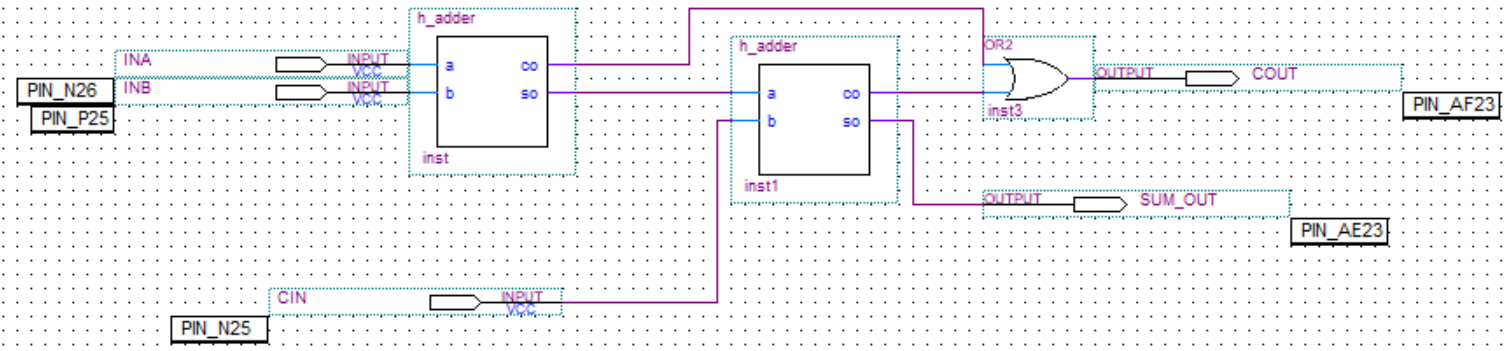 h_adder
INA
INPUT
VCC
a
co
PIN_N26
INB
INPUT
VCC
b
so
PIN_P25
inst
h_adder
a
co
b
so
inst1
OR2
inst3
OUTPUT
COUT
PIN_AF23
OUTPUT
SUM_OUT
PIN_AE23
CIN
INPUT
VCC
PIN_N25